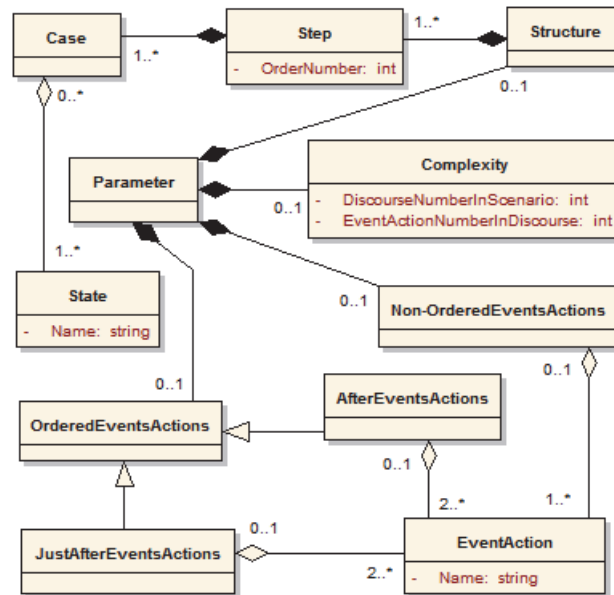 Case
Step
- OrderNumber: int
Structure
1..*
1..*
0..*
0..1
Parameter
Complexity
- DiscourseNumberInScenario: int
- EventActionNumberInDiscourse: int
0..1
1..*
State
- Name: string
0..1
Non-OrderedEventsActions
0..1
0..1
OrderedEventsActions
AfterEventsActions
0..1
2..*
1..*
JustAfterEventsActions
0..1
2..*
EventAction
- Name: string